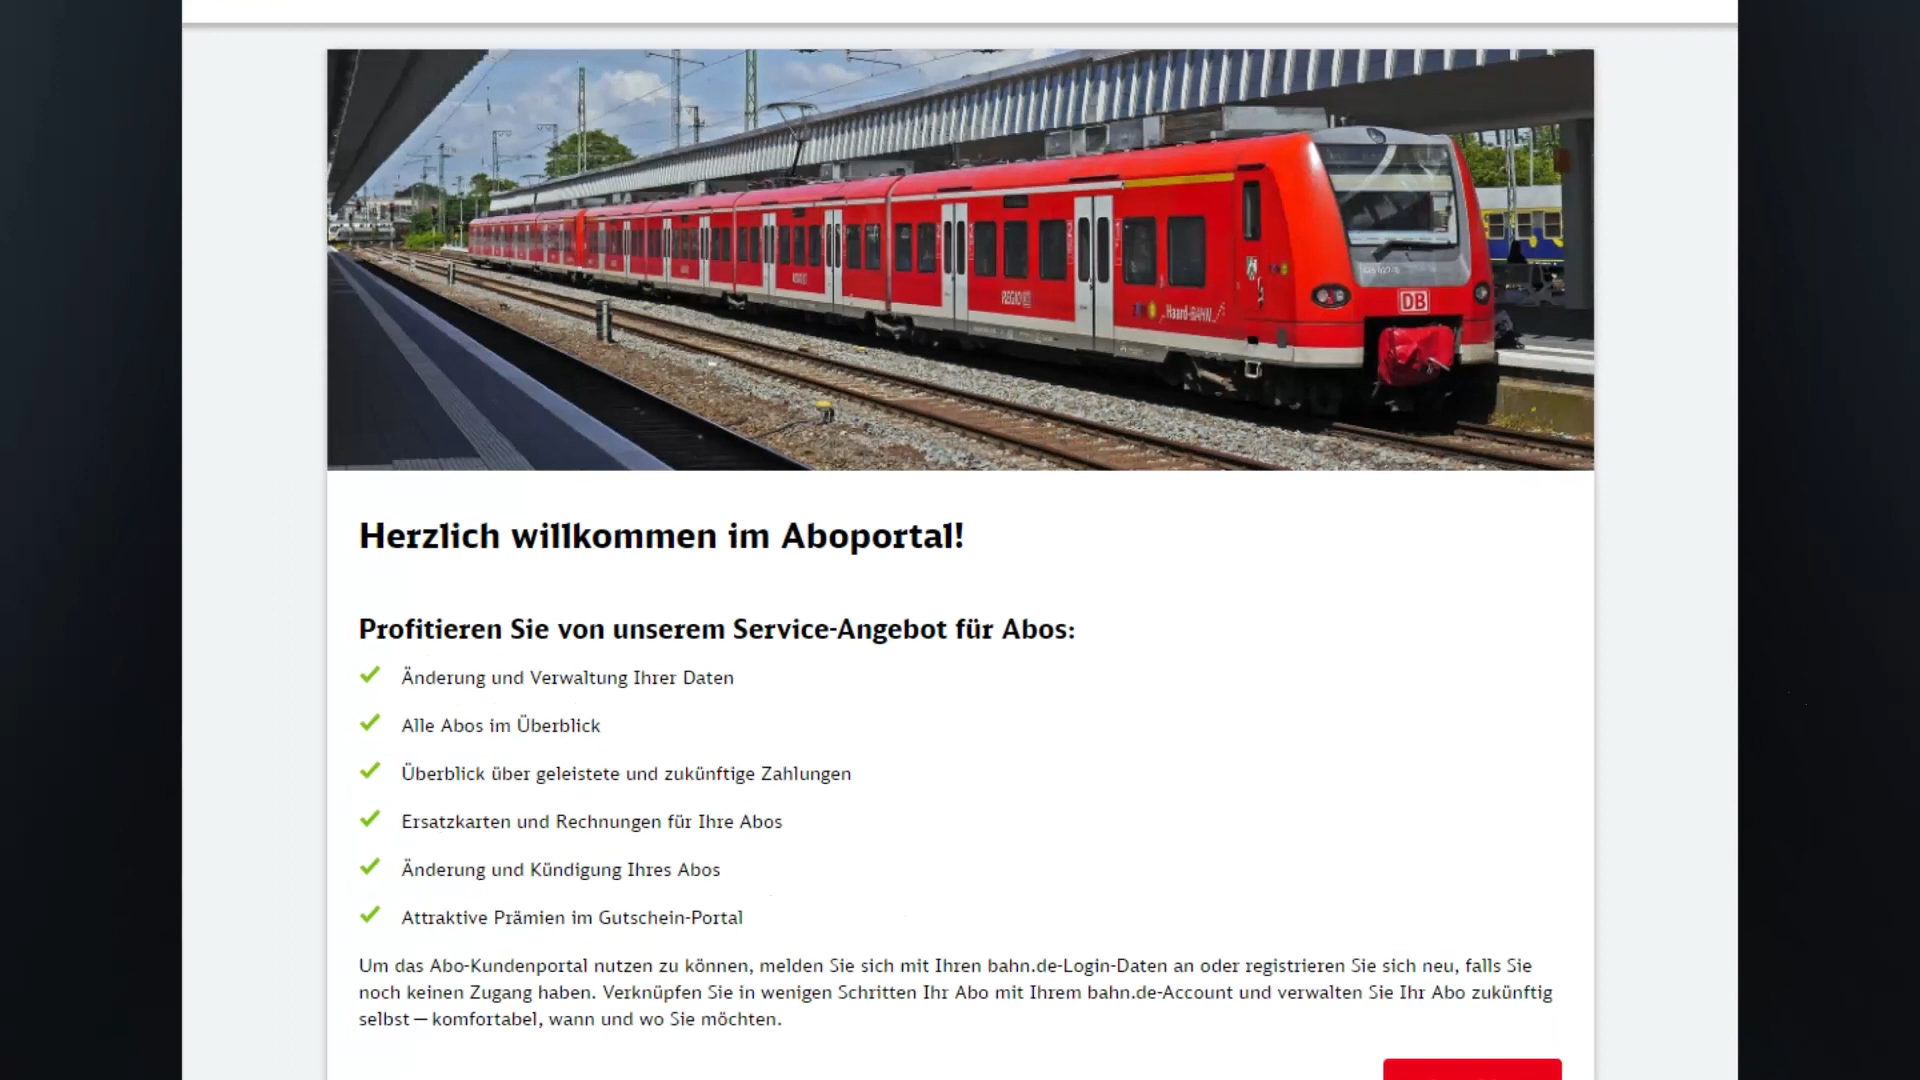 REGIO
Haard-BAHN
DB
Herzlich willkommen im Aboportal!
Profitieren Sie von unserem Service-Angebot für Abos:
Änderung und Verwaltung Ihrer Daten
Alle Abos im Überblick
Überblick über geleistete und zukünftige Zahlungen
Ersatzkarten und Rechnungen für Ihre Abos
Änderung und Kündigung Ihres Abos
Attraktive Prämien im Gutschein-Portal
Um das Abo-Kundenportal nutzen zu können, melden Sie sich mit Ihren bahn.de-Login-Daten an oder registrieren Sie sich neu, falls Sie
noch keinen Zugang haben. Verknüpfen Sie in wenigen Schritten Ihr Abo mit Ihrem bahn.de-Account und verwalten Sie Ihr Abo zukünftig
selbst — komfortabel, wann und wo Sie möchten.